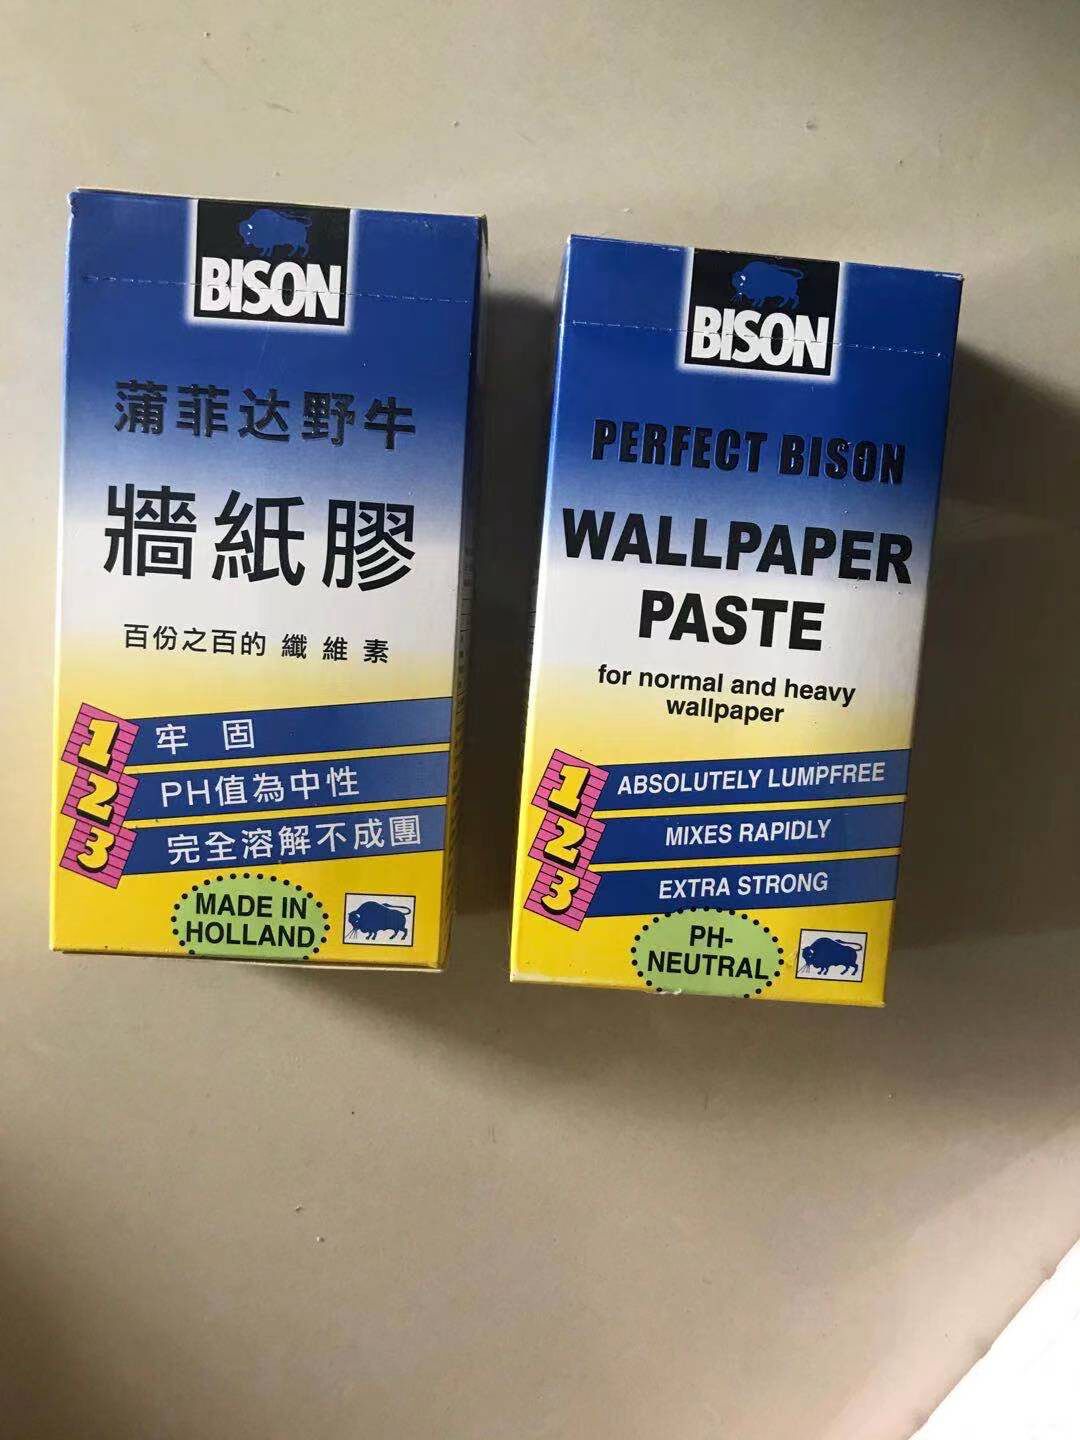 BISON
蒲菲达野牛
牆紙膠
百份之百的 纖 維 素
1 牢 固
2 PH值為中性
3 完全溶解不成團
MADE IN
HOLLAND
BISON
PERFECT BISON
WALLPAPER
PASTE
for normal and heavy
wallpaper
1 ABSOLUTELY LUMPFREE
2 MIXES RAPIDLY
3 EXTRA STRONG
PH-
NEUTRAL